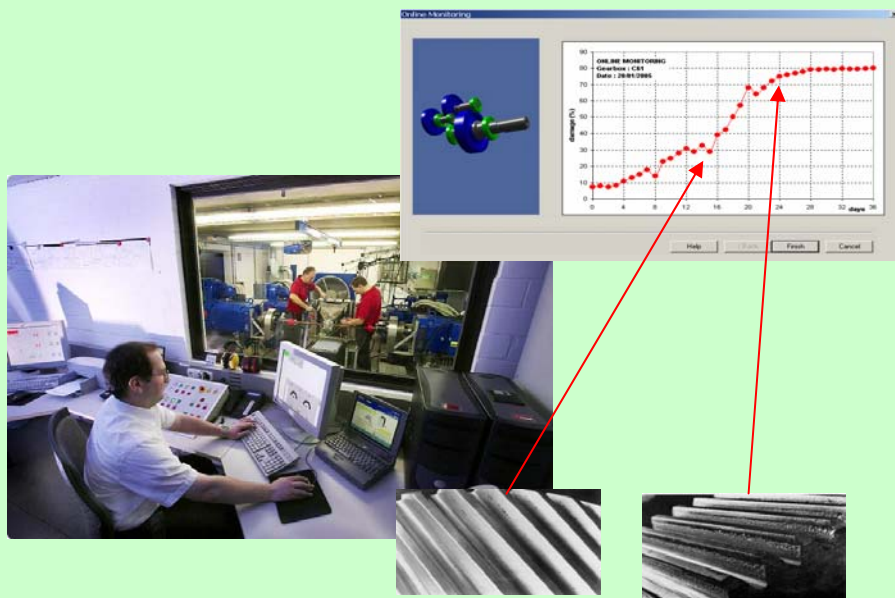 Online Monitoring
ONLINE MONITORING
Gearbox : C61
Date : 20/01/2005
damage (%)
90
80
70
60
50
40
30
20
10
0
0 4 8 12 16 20 24 28 32 days 36
Help
Finish
Cancel